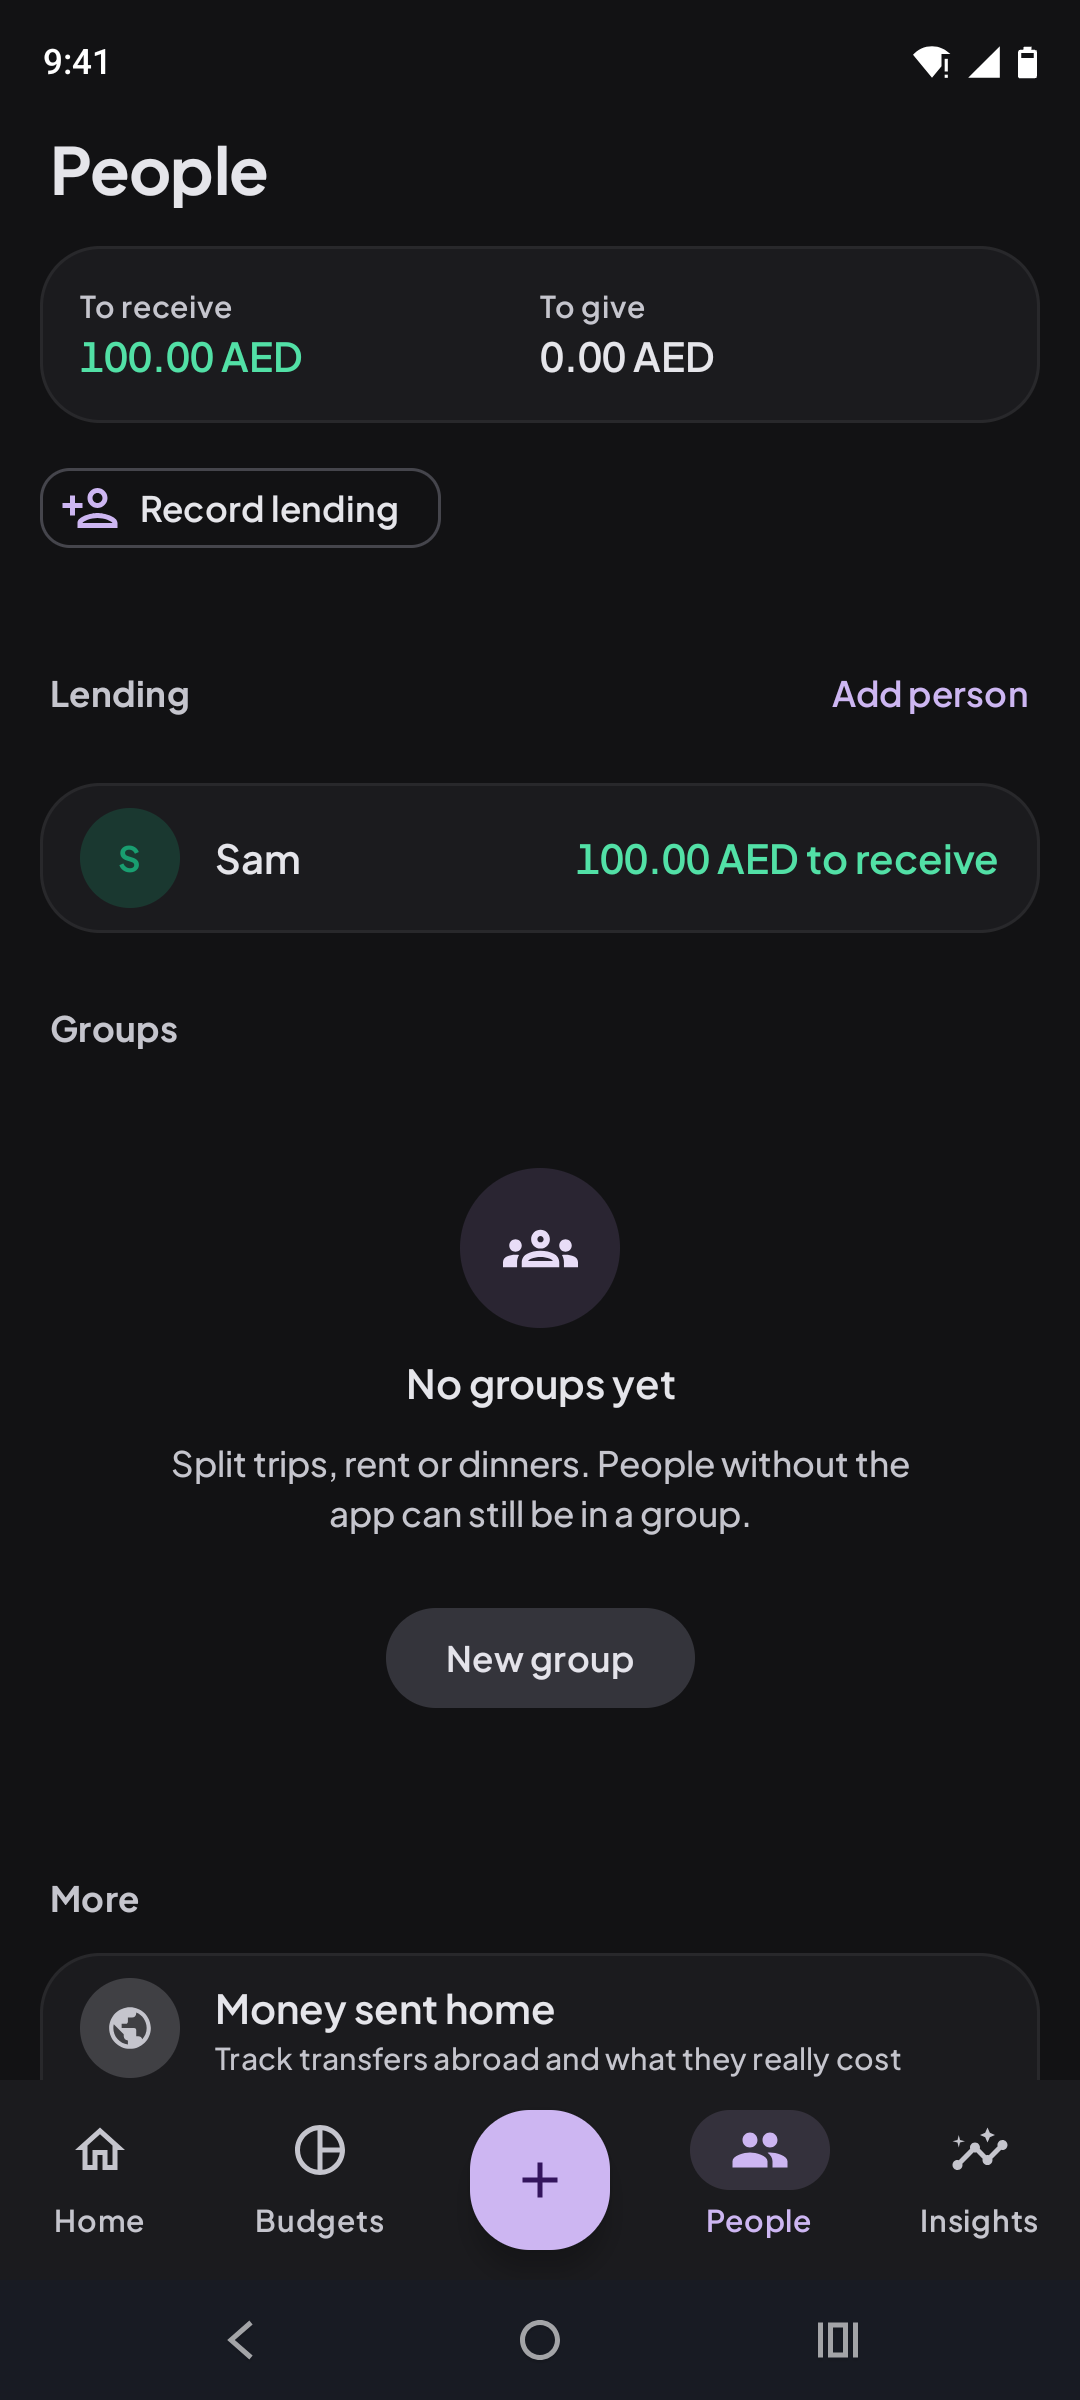 9:41
People
To receive
To give
100.00 AED
0.00 AED
Record lending
Lending
Add person
S
Sam
100.00 AED to receive
Groups
No groups yet
Split trips, rent or dinners. People without the
app can still be in a group.
New group
More
Money sent home
Track transfers abroad and what they really cost
Home
Budgets
People
Insights